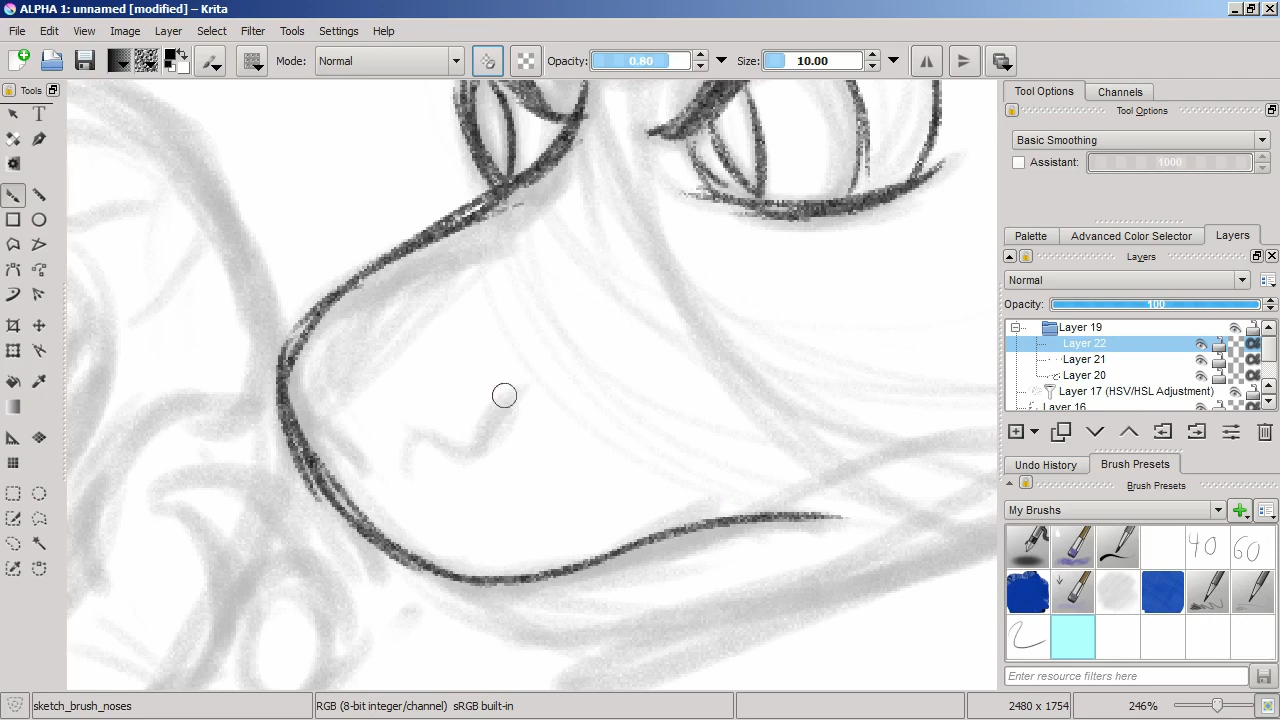 ALPHA 1: unnamed [modified] – Krita
File Edit View Image Layer Select Filter Tools Settings Help
Mode: Normal Opacity: 0.80 Size: 10.00
Tools
Tool Options Channels
Tool Options
Basic Smoothing
Assistant: 1000
Palette Advanced Color Selector Layers
Layers
Normal
Opacity: 100
Layer 19
Layer 22
Layer 21
Layer 20
Layer 17 (HSV/HSL Adjustment)
Layer 16
Undo History Brush Presets
Brush Presets
My Brushes
40 60
Enter resource filters here
sketch_brush_noses RGB (8-bit integer/channel) sRGB built-in 2480 x 1754 246%